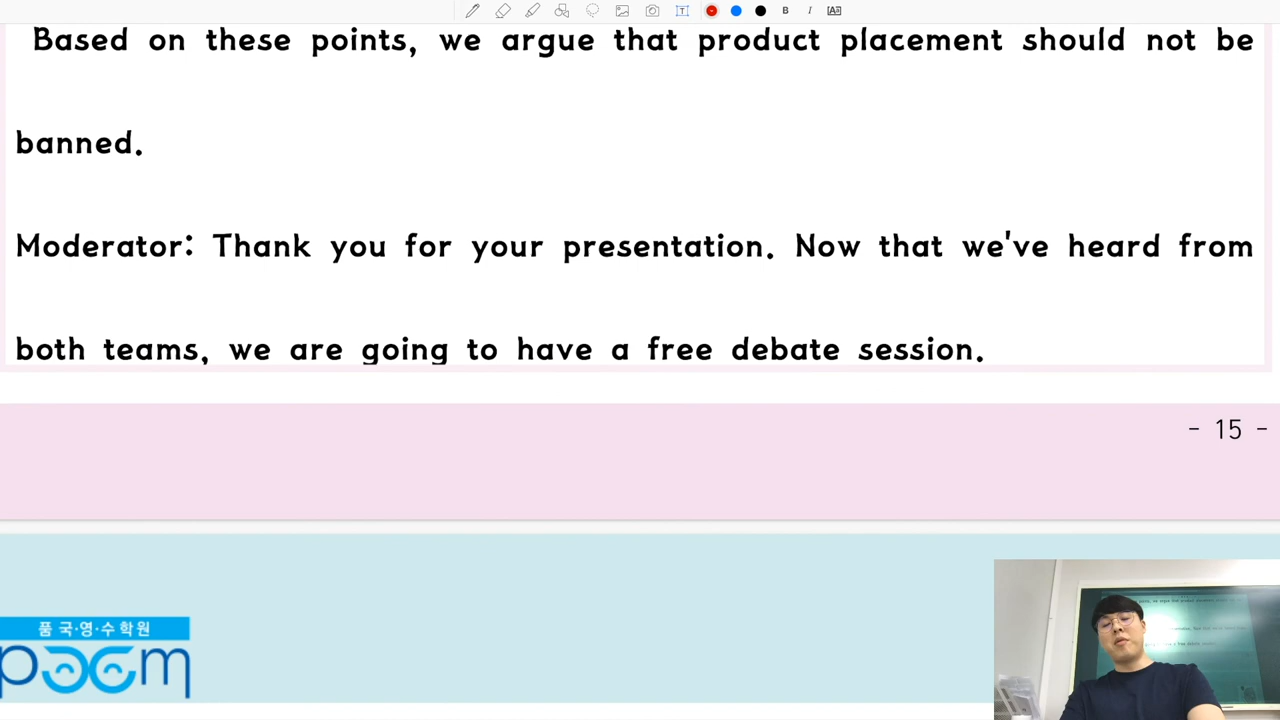 Based on these points, we argue that product placement should not be
banned.
Moderator: Thank you for your presentation. Now that we've heard from
both teams, we are going to have a free debate session.
- 15 -
품 국·영·수 학원
poem